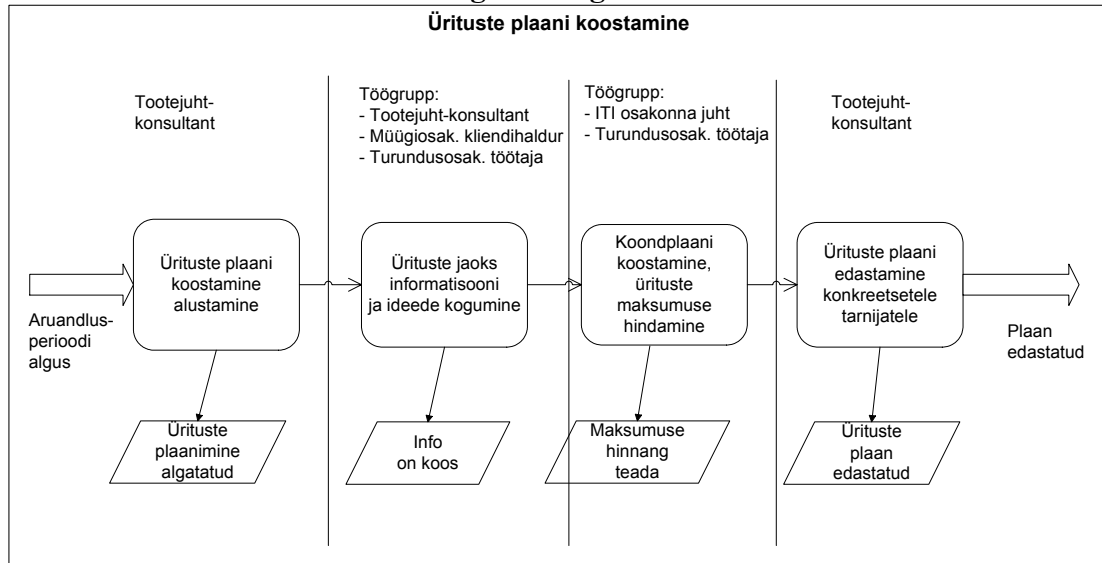 Ürituste plaani koostamine
Tootejuht-
konsultant
Töögrupp:
- Tootejuht-konsultant
- Müügiosak. kliendihaldur
- Turundusosak. töötaja
Töögrupp:
- ITI osakonna juht
- Turundusosak. töötaja
Tootejuht-
konsultant
Aruandlus-
perioodi
algus
Ürituste plaani
koostamine
alustamine
Ürituste jaoks
informatisooni
ja ideede kogumine
Koondplaani
koostamine,
ürituste
maksumuse
hindamine
Ürituste plaani
edastamine
konkreetsetele
tarnijatele
Plaan
edastatud
Ürituste
plaanimine
algatatud
Info
on koos
Maksumuse
hinnang
teada
Ürituste
plaan
edastatud